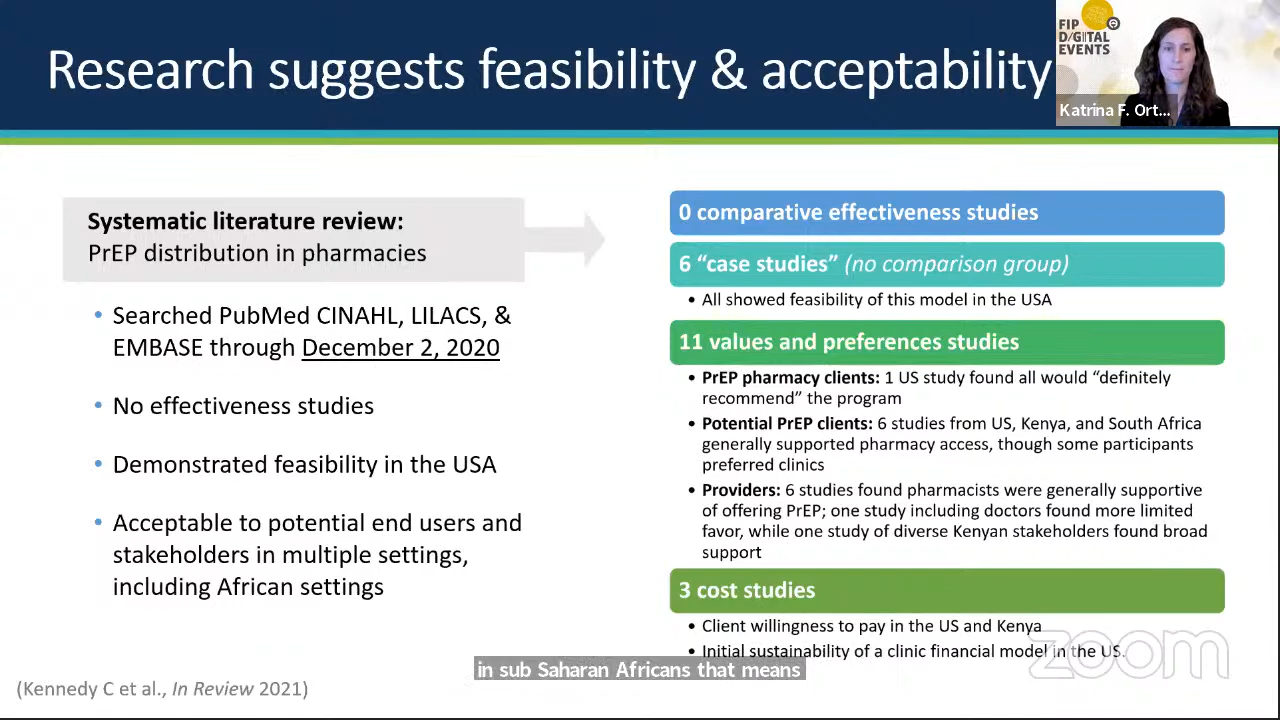 Research suggests feasibility & acceptability
FIP
DIGITAL
EVENTS
Katrina F. Ort...
Systematic literature review:
PrEP distribution in pharmacies
• Searched PubMed CINAHL, LILACS, &
EMBASE through December 2, 2020
• No effectiveness studies
• Demonstrated feasibility in the USA
• Acceptable to potential end users and
stakeholders in multiple settings,
including African settings
0 comparative effectiveness studies
6 “case studies” (no comparison group)
• All showed feasibility of this model in the USA
11 values and preferences studies
• PrEP pharmacy clients: 1 US study found all would “definitely
recommend” the program
• Potential PrEP clients: 6 studies from US, Kenya, and South Africa
generally supported pharmacy access, though some participants
preferred clinics
• Providers: 6 studies found pharmacists were generally supportive
of offering PrEP; one study including doctors found more limited
favor, while one study of diverse Kenyan stakeholders found broad
support
3 cost studies
• Client willingness to pay in the US and Kenya
• Initial sustainability of a clinic financial model in the US.
zoom
in sub Saharan Africans that means
(Kennedy C et al., In Review 2021)